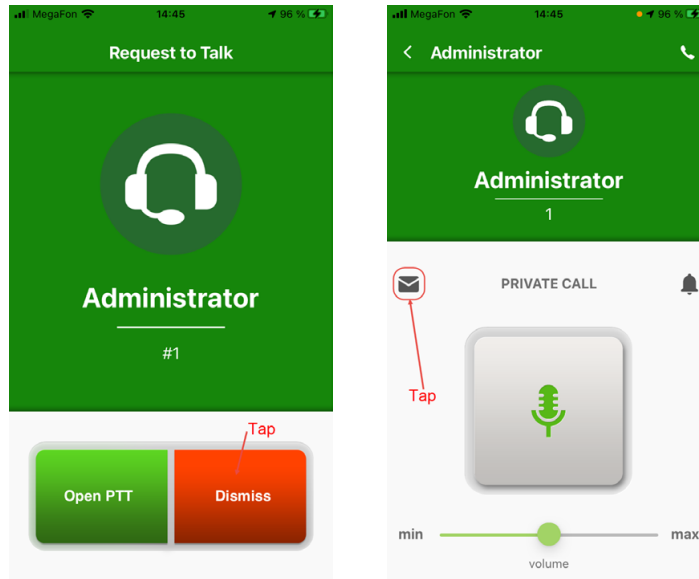 MegaFon 14:45 96 %
Request to Talk
Administrator
#1
Tap
Open PTT Dismiss
MegaFon 14:45 96 %
Administrator
Administrator
1
PRIVATE CALL
Tap
min max
volume